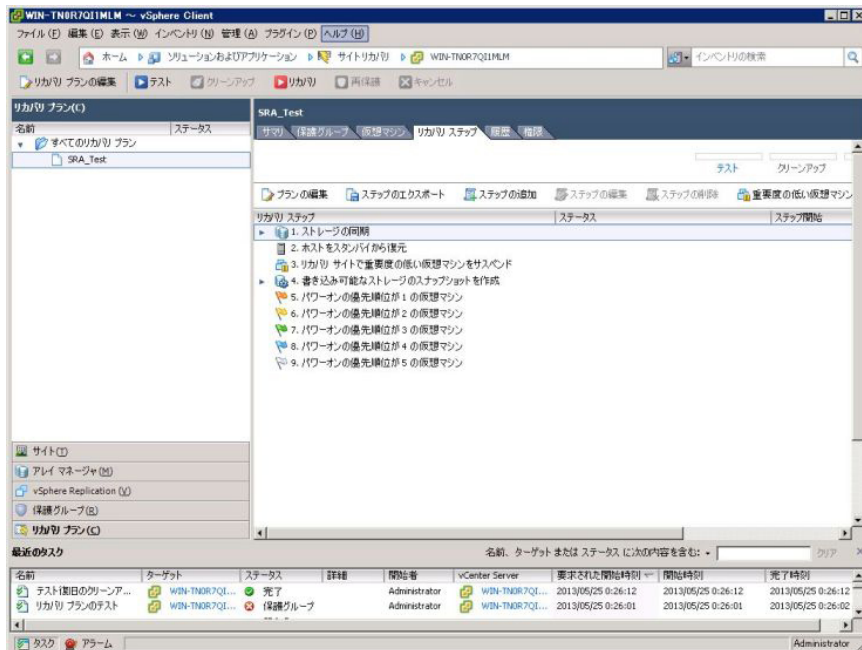 WIN-TN0R7QI1MLM ～ vSphere Client
ファイル(F) 編集(E) 表示(W) インベントリ(N) 管理(A) プラグイン(P) ヘルプ(H)
ホーム ソリューションおよびアプリケーション サイトリカバリ WIN-TN0R7QI1MLM インベントリの検索
リカバリ プランの編集 テスト クリーンアップ リカバリ 再保護 キャンセル
リカバリ プラン(C)
名前 ステータス
すべてのリカバリ プラン
SRA_Test
SRA_Test
サマリ 保護グループ 仮想マシン リカバリ ステップ 履歴 権限
テスト クリーンアップ
プランの編集 ステップのエクスポート ステップの追加 ステップの編集 ステップの削除 重要度の低い仮想マシン
リカバリ ステップ ステータス ステップ開始
1. ストレージの同期
2. ホストをスタンバイから復元
3. リカバリ サイトで重要度の低い仮想マシンをサスペンド
4. 書き込み可能なストレージのスナップショットを作成
5. パワーオンの優先順位が 1 の仮想マシン
6. パワーオンの優先順位が 2 の仮想マシン
7. パワーオンの優先順位が 3 の仮想マシン
8. パワーオンの優先順位が 4 の仮想マシン
9. パワーオンの優先順位が 5 の仮想マシン
サイト(T)
アレイ マネージャ(M)
vSphere Replication (V)
保護グループ(R)
リカバリ プラン(C)
最近のタスク 名前、ターゲット または ステータス に次の内容を含む: クリア
名前 ターゲット ステータス 詳細 開始者 vCenter Server 要求された開始時刻 開始時刻 完了時刻
テスト復旧のクリーンア... WIN-TN0R7QI... 完了 Administrator WIN-TN0R7QI... 2013/05/25 0:26:12 2013/05/25 0:26:12 2013/05/25 0:26:12
リカバリ プランのテスト WIN-TN0R7QI... 保護グループ Administrator WIN-TN0R7QI... 2013/05/25 0:26:01 2013/05/25 0:26:01 2013/05/25 0:26:02
タスク アラーム Administrator